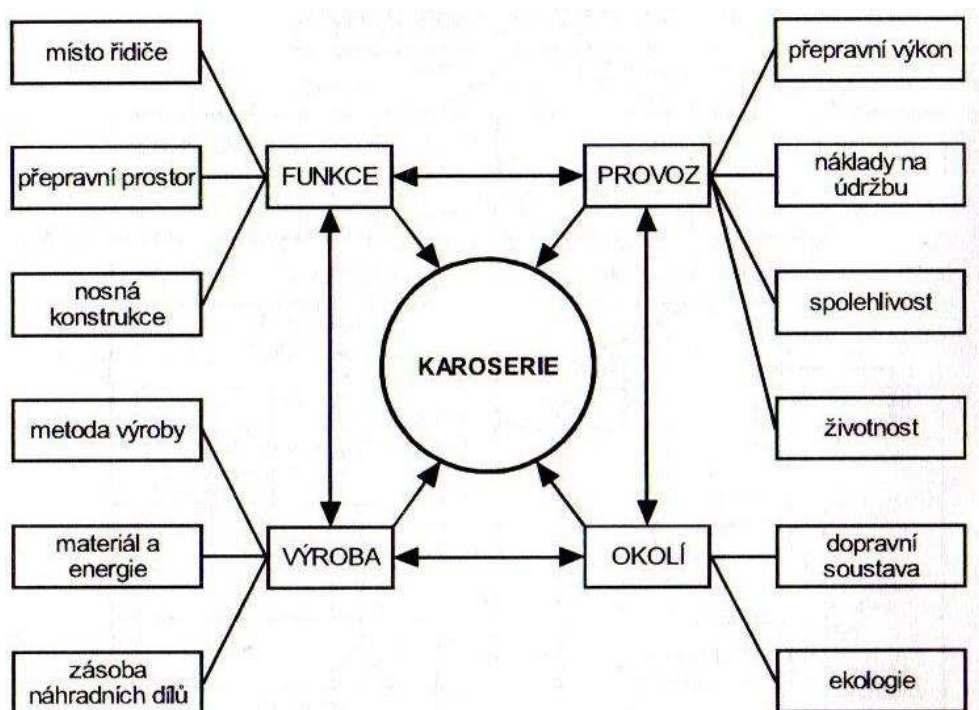 místo řidiče
přepravní výkon
přepravní prostor
FUNKCE
PROVOZ
náklady na
údržbu
nosná
konstrukce
spolehlivost
KAROSERIE
metoda výroby
životnost
materiál a
energie
VÝROBA
OKOLÍ
dopravní
soustava
zásoba
náhradních dílů
ekologie